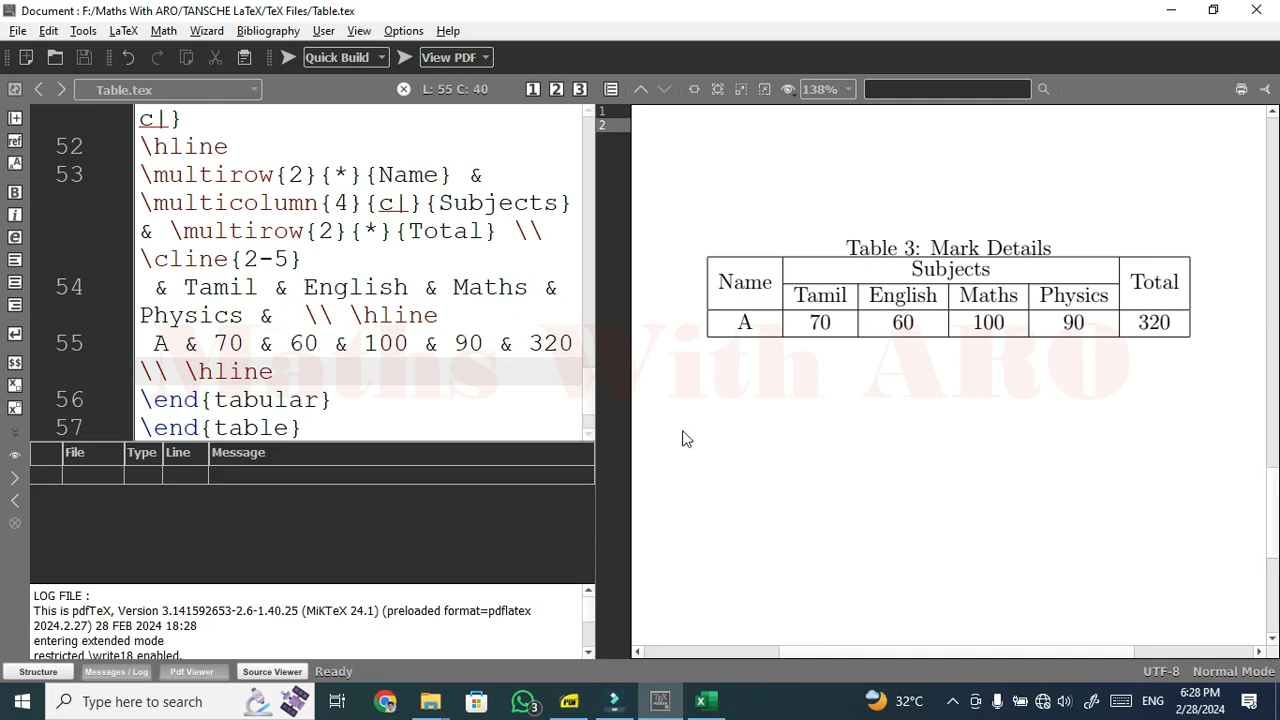 Document : F:/Maths With ARO/TANSCHE LaTeX/TeX Files/Table.tex
File Edit Tools LaTeX Math Wizard Bibliography User View Options Help
Quick Build View PDF
Table.tex L: 55 C: 40 1 2 3 138%
c|}
52 \hline
53 \multirow{2}{*}{Name} &
\multicolumn{4}{c|}{Subjects}
& \multirow{2}{*}{Total} \\
\cline{2-5}
54 & Tamil & English & Maths &
Physics & \\ \hline
55 A & 70 & 60 & 100 & 90 & 320
\\ \hline
56 \end{tabular}
57 \end{table}
File Type Line Message
LOG FILE :
This is pdfTeX, Version 3.141592653-2.6-1.40.25 (MiKTeX 24.1) (preloaded format=pdflatex
2024.2.27) 28 FEB 2024 18:28
entering extended mode
restricted \write18 enabled.
1
2
Table 3: Mark Details
Name Subjects Total
Tamil English Maths Physics
A 70 60 100 90 320
Maths With ARO
Structure Messages / Log Pdf Viewer Source Viewer Ready UTF-8 Normal Mode
Type here to search 3 32°C ENG 6:28 PM
2/28/2024